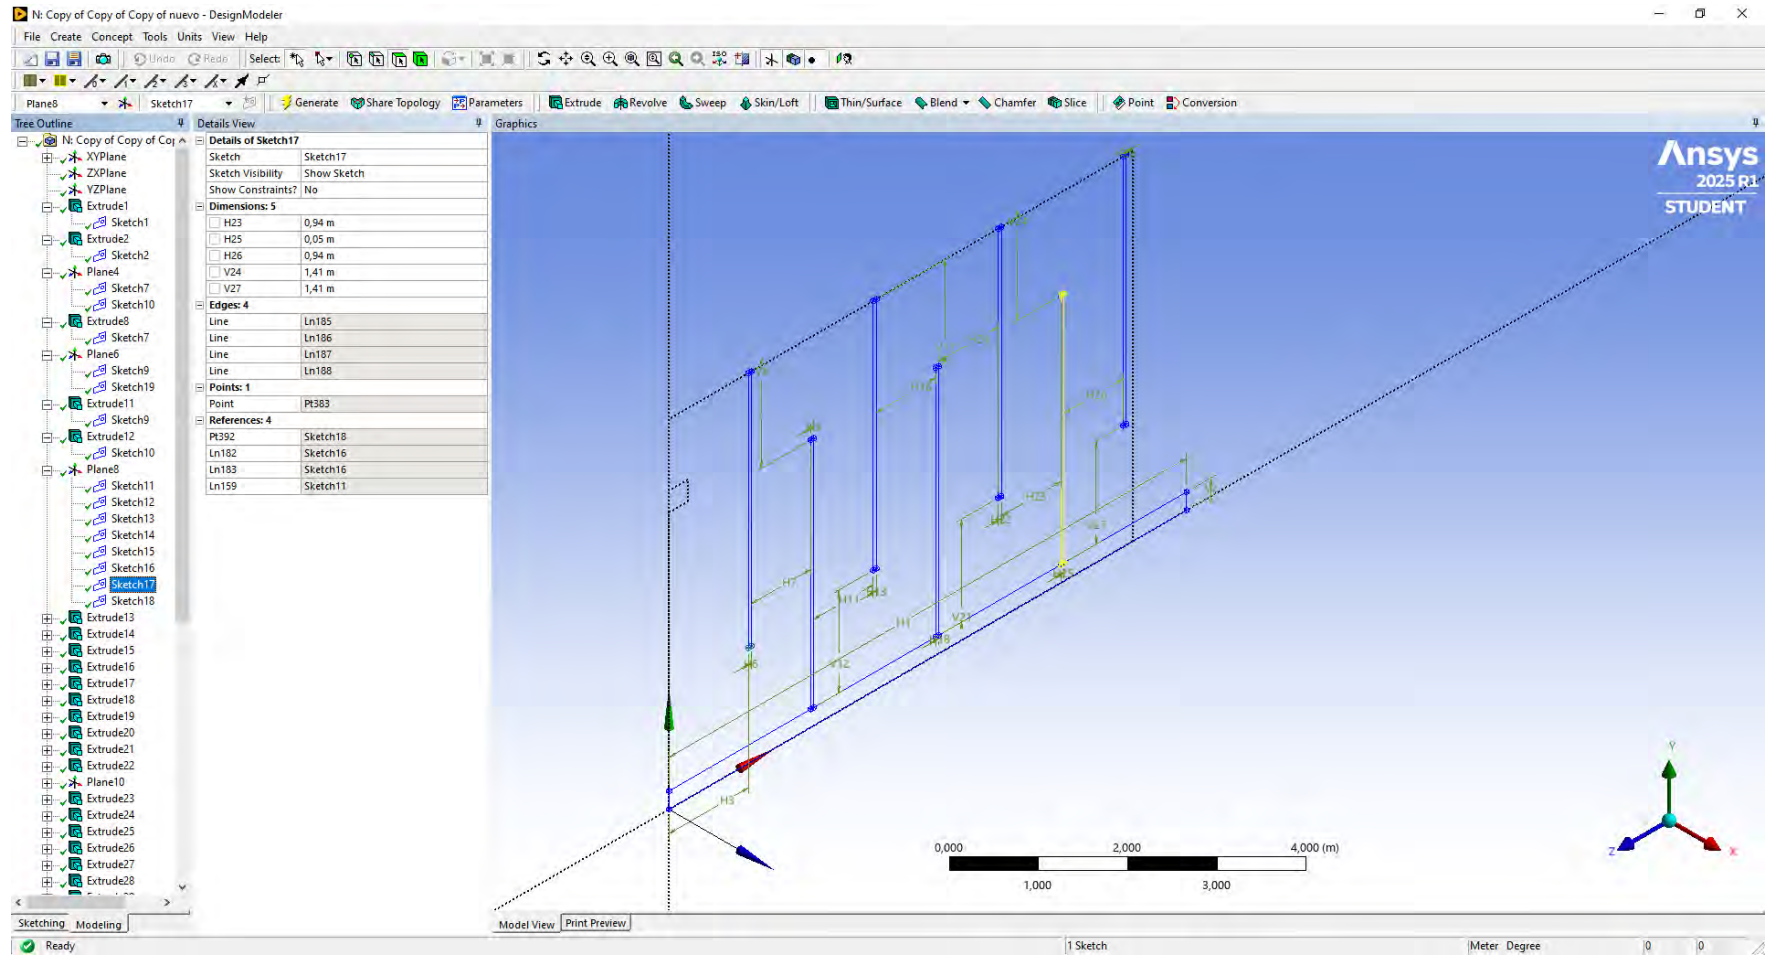 N: Copy of Copy of Copy of nuevo - DesignModeler
File Create Concept Tools Units View Help
Undo Redo Select:
Plane8 Sketch17 Generate Share Topology Parameters Extrude Revolve Sweep Skin/Loft Thin/Surface Blend Chamfer Slice Point Conversion
Tree Outline
N: Copy of Copy of Cop
XYPlane
ZXPlane
YZPlane
Extrude1
Sketch1
Extrude2
Sketch2
Plane4
Sketch7
Sketch10
Extrude8
Sketch7
Plane6
Sketch9
Sketch19
Extrude11
Sketch9
Extrude12
Sketch10
Plane8
Sketch11
Sketch12
Sketch13
Sketch14
Sketch15
Sketch16
Sketch17
Sketch18
Extrude13
Extrude14
Extrude15
Extrude16
Extrude17
Extrude18
Extrude19
Extrude20
Extrude21
Extrude22
Plane10
Extrude23
Extrude24
Extrude25
Extrude26
Extrude27
Extrude28
Sketching Modeling
Details View
Details of Sketch17
Sketch Sketch17
Sketch Visibility Show Sketch
Show Constraints? No
Dimensions: 5
H23 0,94 m
H25 0,05 m
H26 0,94 m
V24 1,41 m
V27 1,41 m
Edges: 4
Line Ln185
Line Ln186
Line Ln187
Line Ln188
Points: 1
Point Pt383
References: 4
Pt392 Sketch18
Ln182 Sketch16
Ln183 Sketch16
Ln159 Sketch11
Graphics
Ansys
2025 R1
STUDENT
H23
H7
H11
H1
V21
V12
H3
Y
Z
X
0,000 2,000 4,000 (m)
1,000 3,000
Model View Print Preview
Ready 1 Sketch Meter Degree 0 0